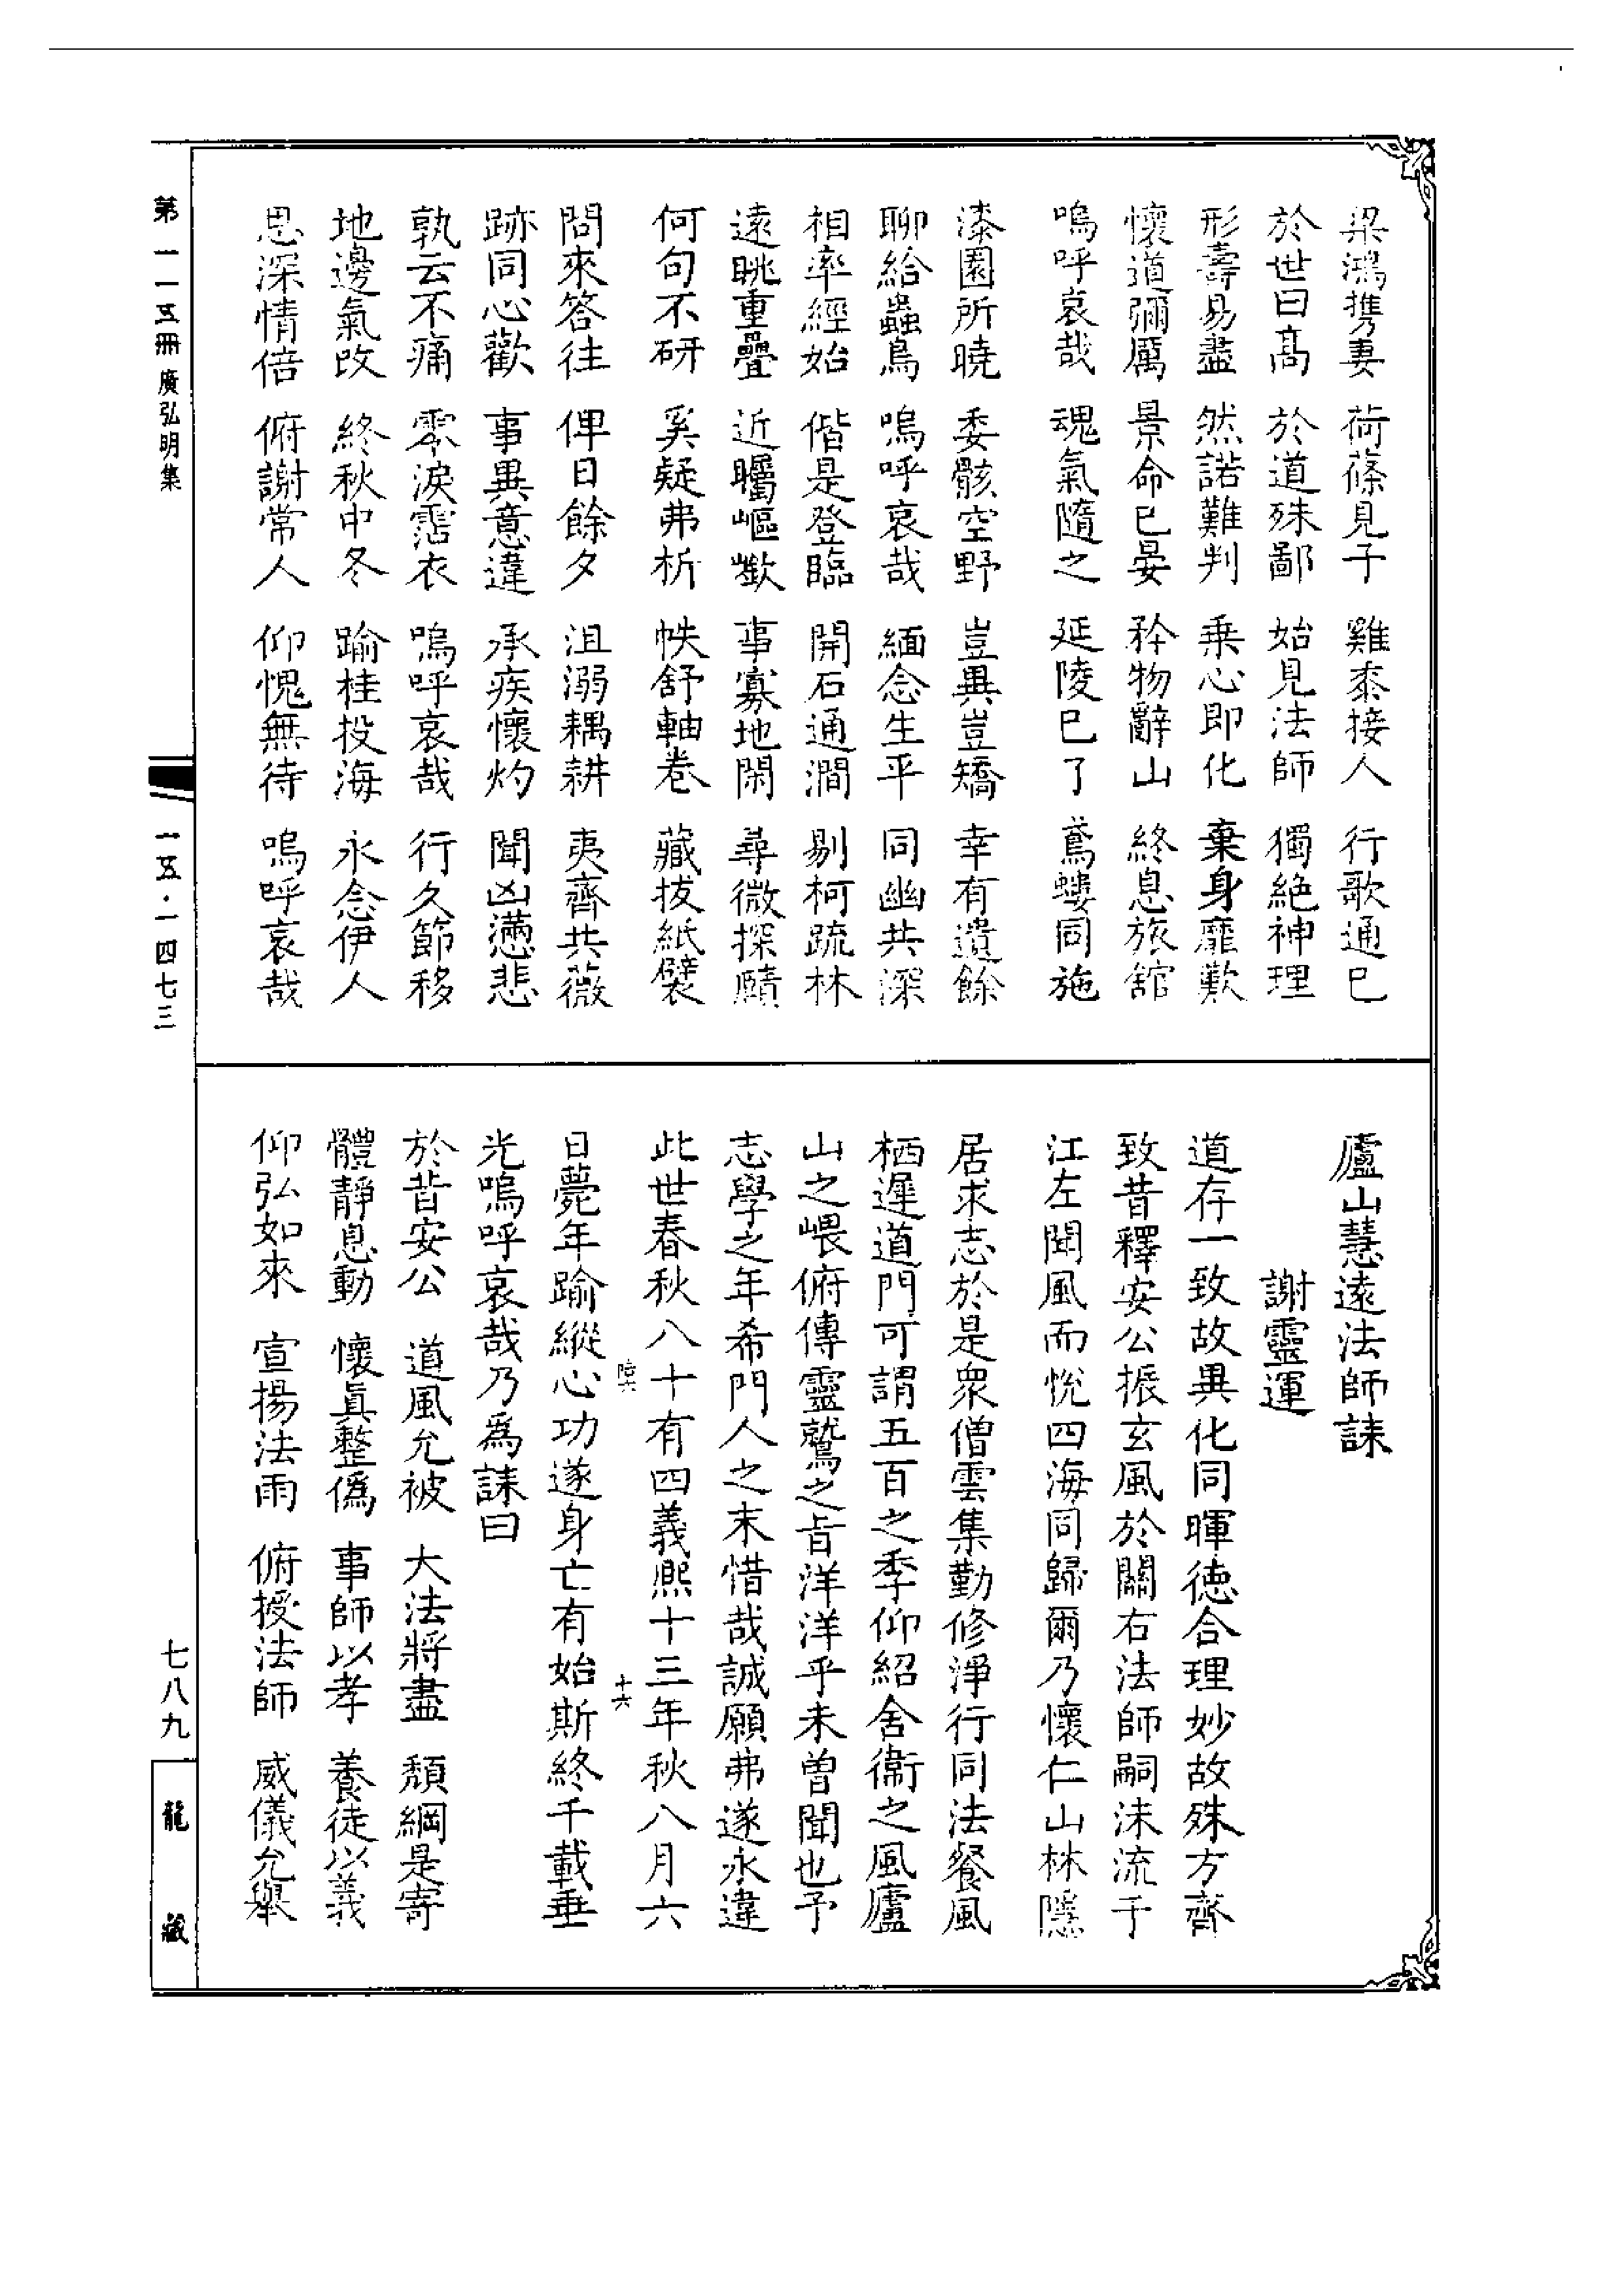 梁鴻攜妻　荷蓧見子　雞黍接人　行歌通已
於世曰高　於道殊鄙　始見法師　獨絶神理
形壽易盡　然諾難判　乗心即化　棄身靡歎
懷道彌厲　景命已晏　矜物辭山　終息旅舘
嗚呼哀哉　魂氣隨之　延陵已了　鳶螻同施
漆園所曉　委骸空野　豈異豈矯　幸有遺餘
聊給蟲鳥　嗚呼哀哉　緬念生平　同幽共深
相率經始　偕是登臨　開石通澗　剔柯疏林
遠眺重疊　近矚嶇嶔　事寡地閑　尋微探賾
何句不研　奚疑弗析　帙舒軸卷　藏拔紙襞
問來答往　俾日餘夕　沮溺耦耕　夷齊共薇
跡同心歡　事異意違　承疾懷灼　聞凶懣悲
孰云不痛　零淚霑衣　嗚呼哀哉　行久節移
地邊氣改　終秋中冬　踰桂投海　永念伊人
思深情倍　俯謝常人　仰愧無待　嗚呼哀哉
廬山慧遠法師誄
謝靈運
道存一致故異化同暉德合理妙故殊方齊
致昔釋安公振玄風於關右法師嗣沫流于
江左聞風而悅四海同歸爾乃懷仁山林隱
居求志於是衆僧雲集勤修淨行同法餐風
栖遲道門可謂五百之季仰紹舍衞之風廬
山之嵔俯傳靈鷲之旨洋洋乎未曽聞也予
志學之年希門人之末惜哉誠願弗遂永違
此世春秋八十有四義熙十三年秋八月六
十六
日薨年踰縱心功遂身亡有始斯終千載垂
光嗚呼哀哉乃爲誄曰
於昔安公　道風允被　大法將盡　頹綱是寄
體靜息動　懷眞整僞　事師以孝　養徒以義
仰弘如來　宣揚法雨　俯授法師　威儀允舉
第一一五冊　廣弘明集
一五・一四七三
七八九
龍藏